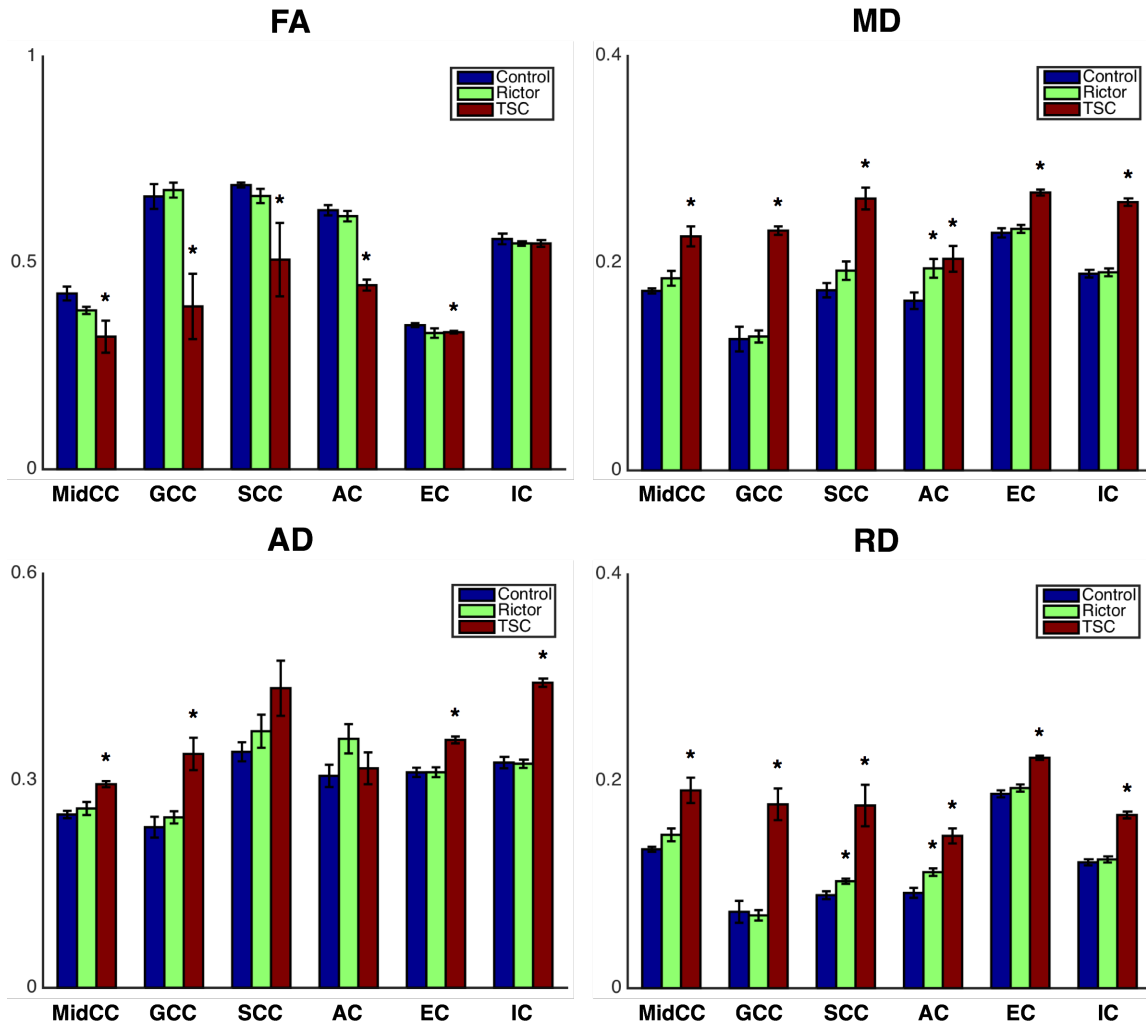 FA
1
Control
Rictor
TSC
*
*
*
*
*
0.5
0
MidCC GCC SCC AC EC IC
MD
0.4
Control
Rictor
TSC
*
*
*
* *
*
*
0.2
0
MidCC GCC SCC AC EC IC
AD
0.6
Control
Rictor
TSC
*
*
*
*
0.3
0
MidCC GCC SCC AC EC IC
RD
0.4
Control
Rictor
TSC
*
*
*
*
*
*
*
*
0.2
0
MidCC GCC SCC AC EC IC